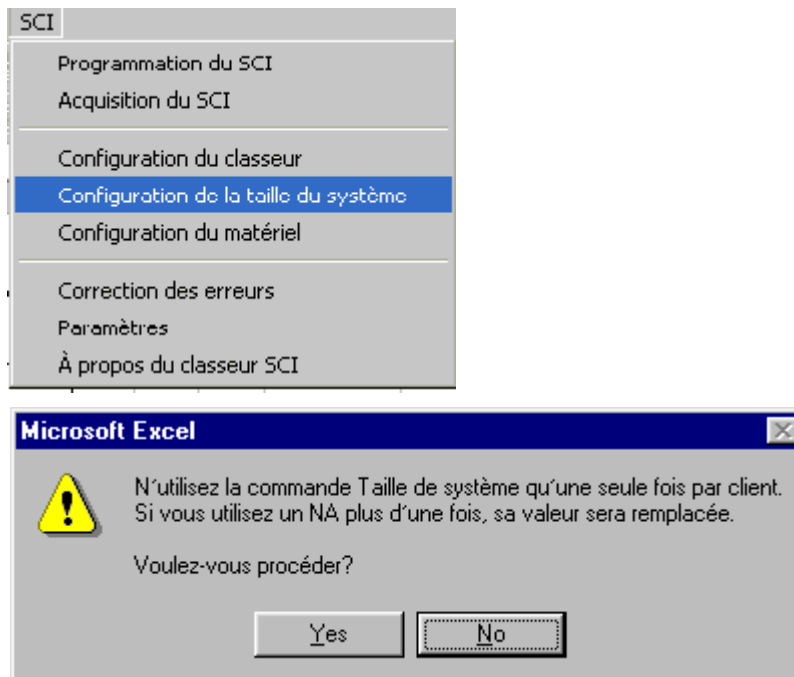 SCI
Programmation du SCI
Acquisition du SCI
Configuration du classeur
Configuration de la taille du système
Configuration du matériel
Correction des erreurs
Paramètres
À propos du classeur SCI
Microsoft Excel
N'utilisez la commande Taille de système qu'une seule fois par client.
Si vous utilisez un NA plus d'une fois, sa valeur sera remplacée.
Voulez-vous procéder?
Yes
No